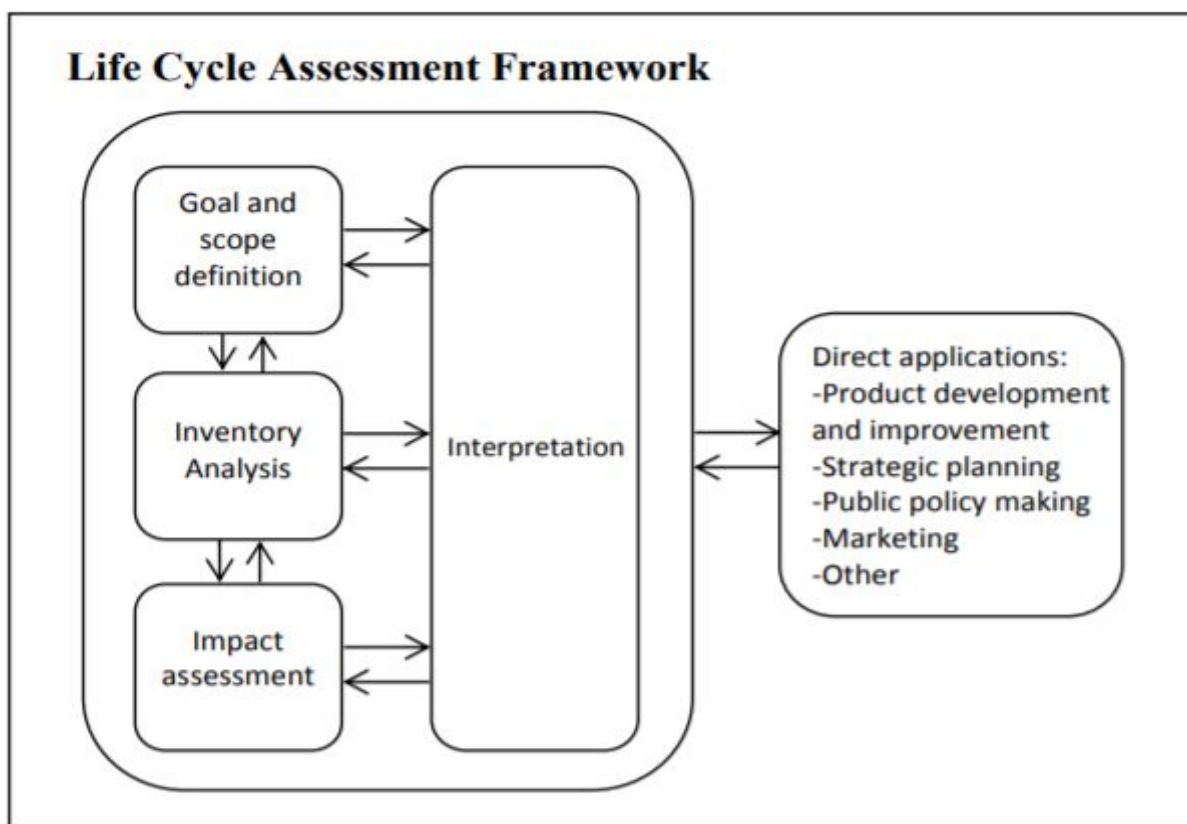 Life Cycle Assessment Framework
Goal and
scope
definition
Inventory
Analysis
Impact
assessment
Interpretation
Direct applications:
-Product development
and improvement
-Strategic planning
-Public policy making
-Marketing
-Other